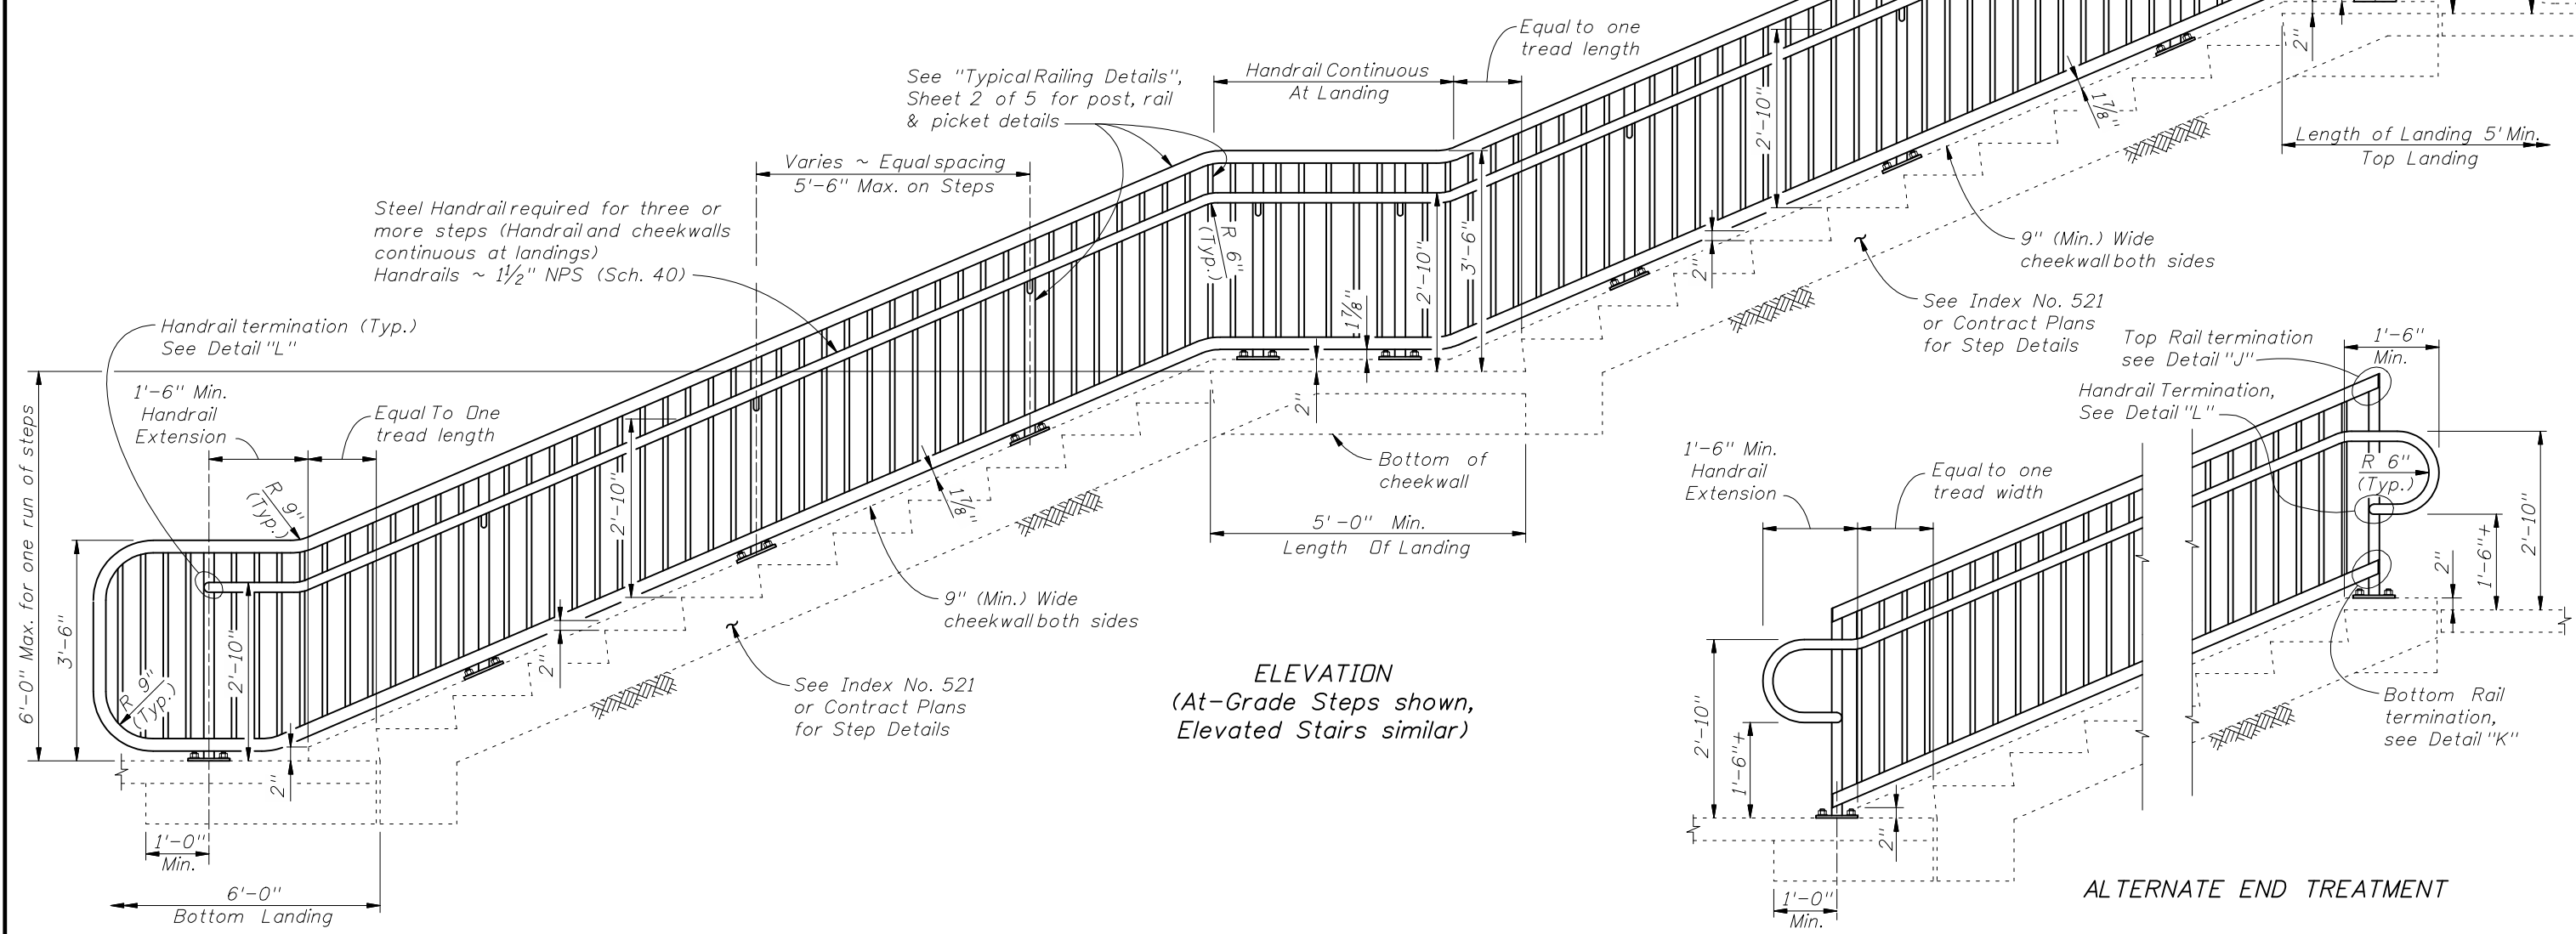 Equal to one
tread length
See "Typical Railing Details",
Sheet 2 of 5 for post, rail
& picket details
Handrail Continuous
At Landing
2"
2'-10"
1⅞"
Length of Landing 5' Min.
Top Landing
Varies ~ Equal spacing
5'-6" Max. on Steps
Steel Handrail required for three or
more steps (Handrail and cheekwalls
continuous at landings)
Handrails ~ 1½" NPS (Sch. 40)
R 6"
(Typ.)
2'-10"
3'-6"
1⅞"
2"
2"
9" (Min.) Wide
cheekwall both sides
See Index No. 521
or Contract Plans
for Step Details
Handrail termination (Typ.)
See Detail "L"
1'-6" Min.
Handrail
Extension
Equal To One
tread length
6'-0" Max. for one run of steps
R 9"
(Typ.)
2'-10"
1⅞"
Bottom of
cheekwall
5'-0" Min.
Length Of Landing
3'-6"
R 9"
(Typ.)
2'-10"
2"
2"
9" (Min.) Wide
cheekwall both sides
See Index No. 521
or Contract Plans
for Step Details
1'-0"
Min.
6'-0"
Bottom Landing
ELEVATION
(At-Grade Steps shown,
Elevated Stairs similar)
Top Rail termination
see Detail "J"
1'-6"
Min.
Handrail Termination,
See Detail "L"
1'-6" Min.
Handrail
Extension
Equal to one
tread width
R 6"
(Typ.)
2'-10"
1'-6"+
2"
2'-10"
1'-6"+
2"
Bottom Rail
termination,
see Detail "K"
1'-0"
Min.
ALTERNATE END TREATMENT